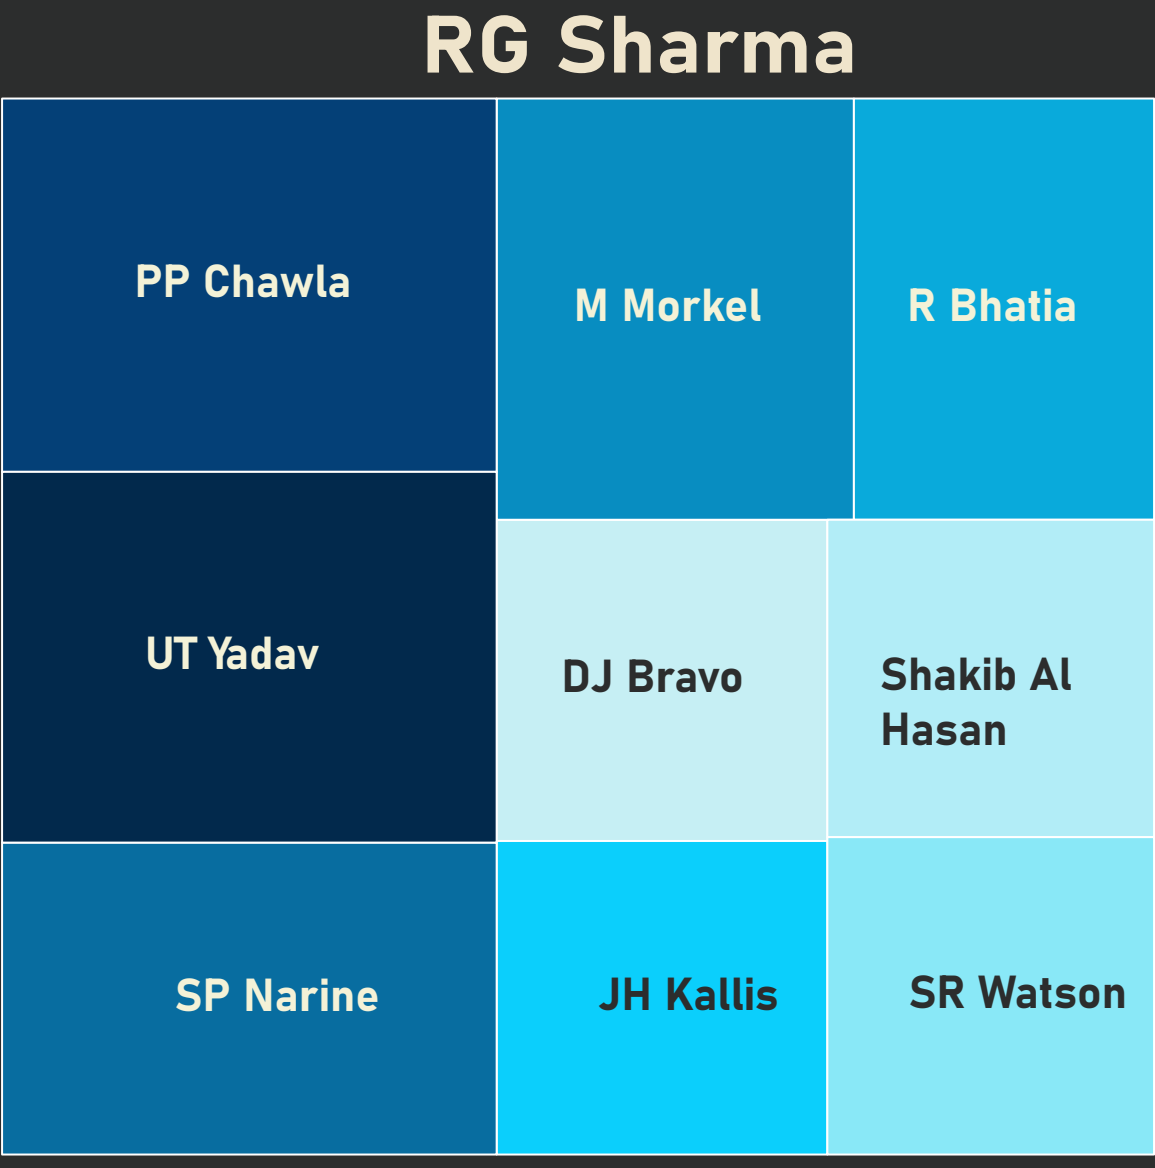 RG Sharma
PP Chawla
M Morkel
R Bhatia
UT Yadav
DJ Bravo
Shakib Al
Hasan
SP Narine
JH Kallis
SR Watson